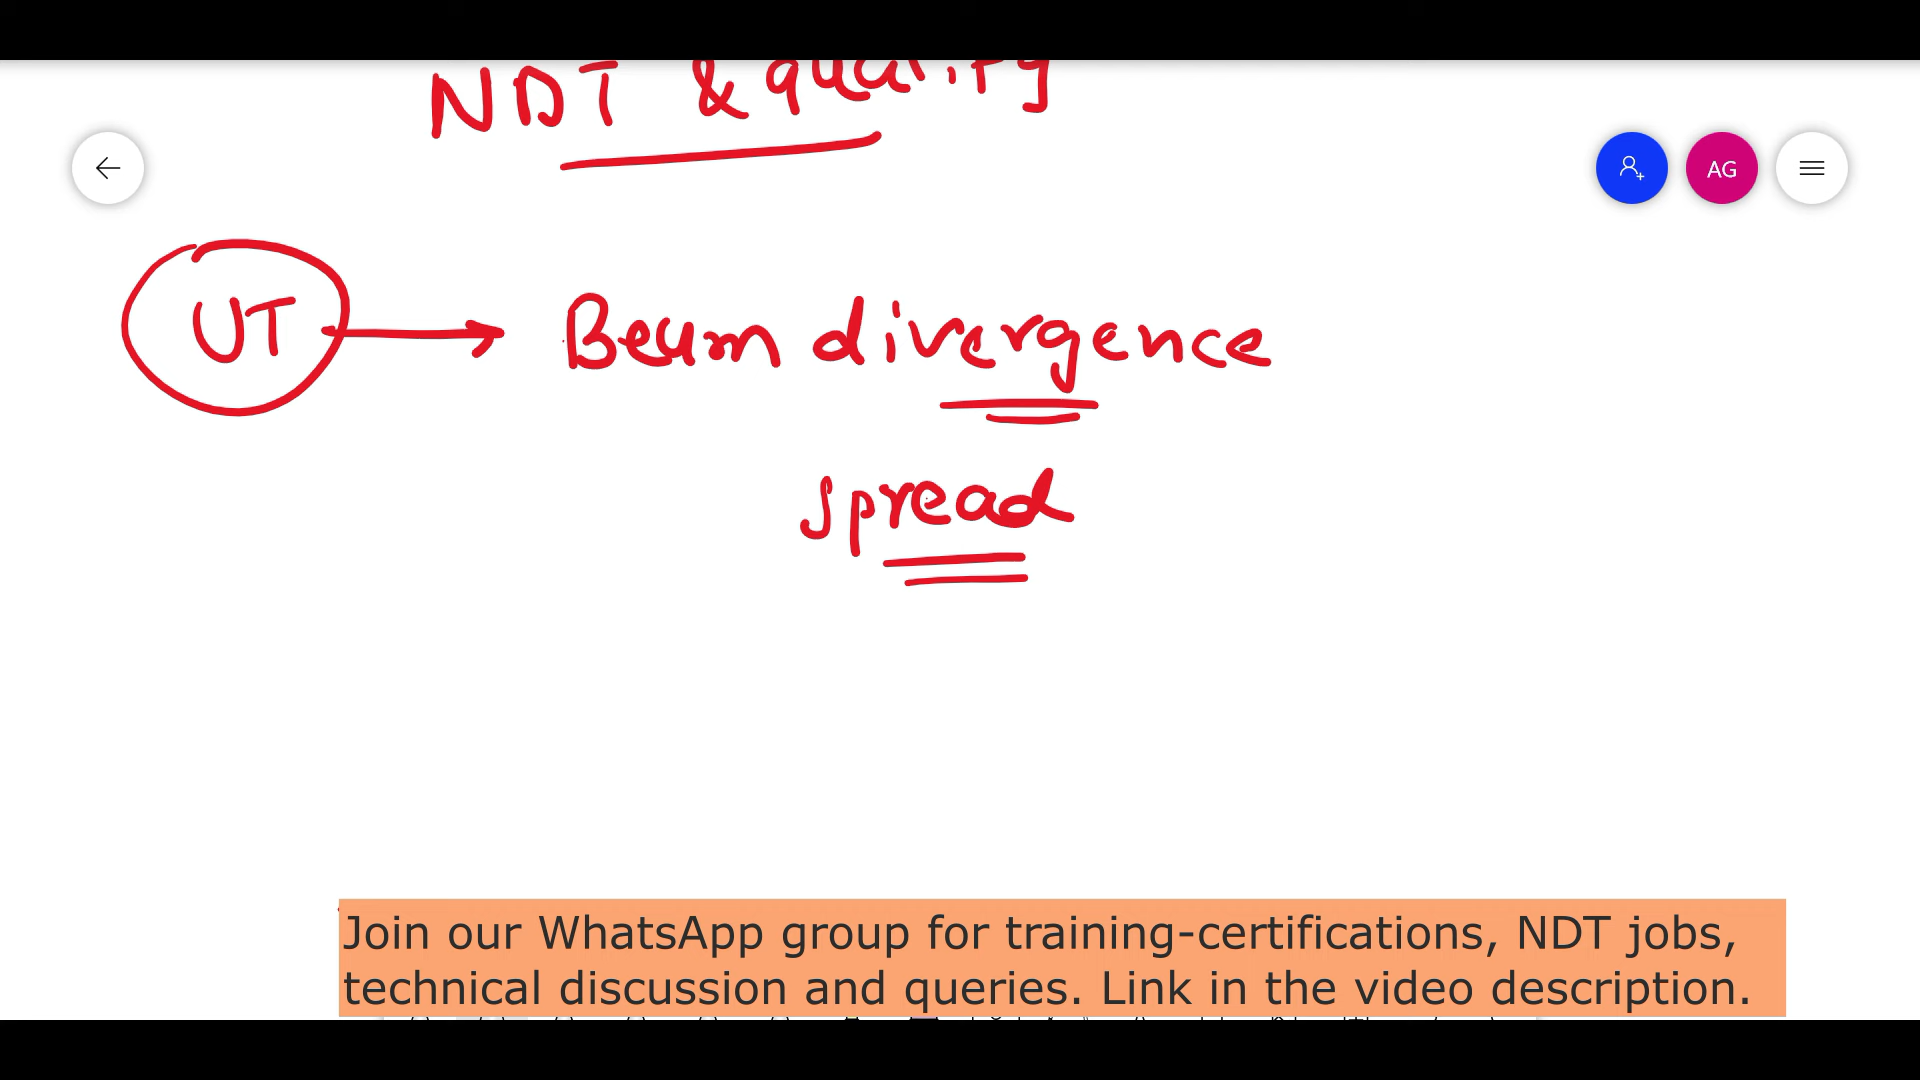 NDT & quality
AG
UT → Beam divergence
spread
Join our WhatsApp group for training-certifications, NDT jobs,
technical discussion and queries. Link in the video description.